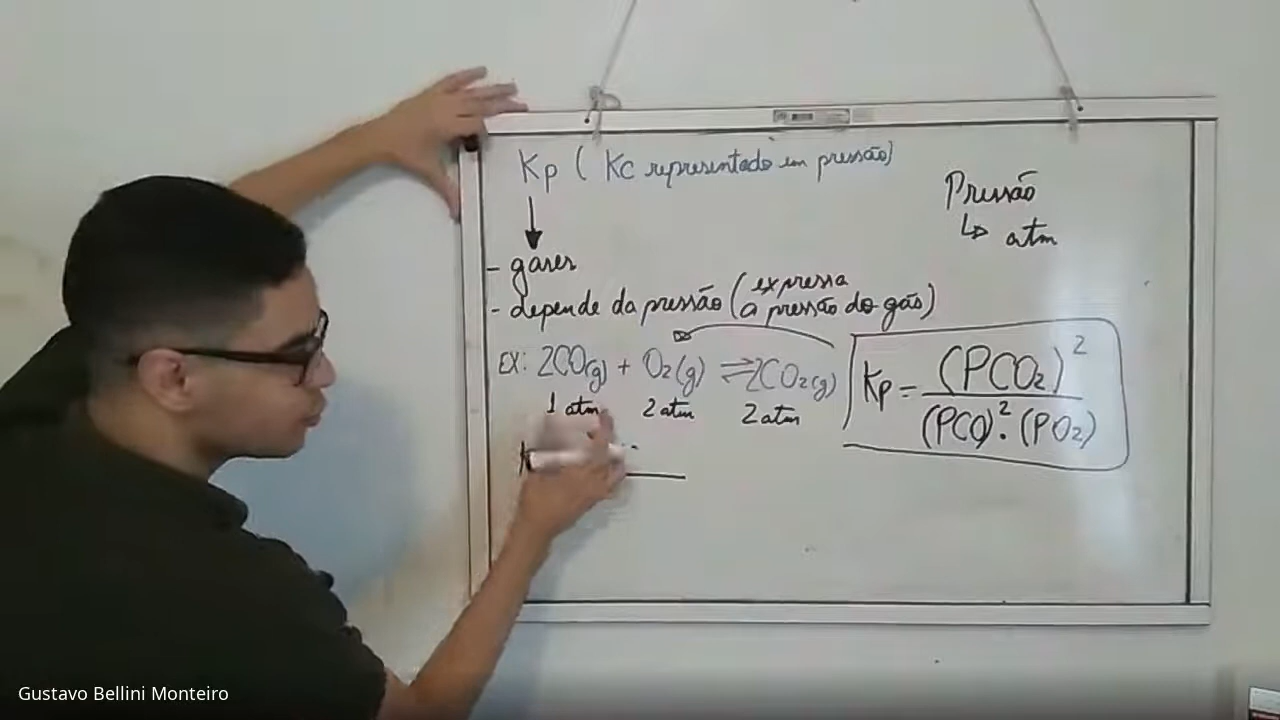 Kp ( Kc representado em pressão)
Pressão
↳ atm
- gases
- depende da pressão (expressa a pressão do gás)
EX: 2CO(g) + O₂(g) ⇌ 2CO₂(g)
1 atm 2 atm 2 atm
Kp = (PCO₂)² / (PCO)² . (PO₂)
Gustavo Bellini Monteiro